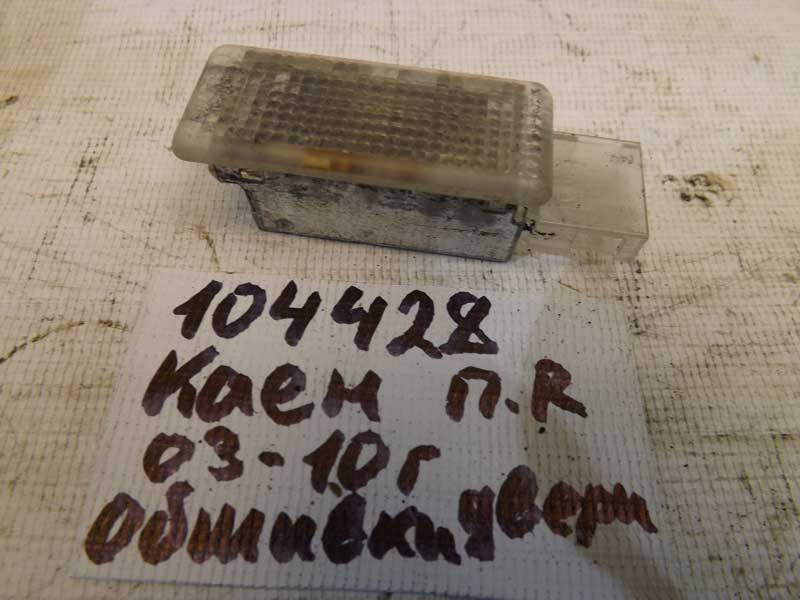 104428
Каен п.R
03-10г
Обшивки двери